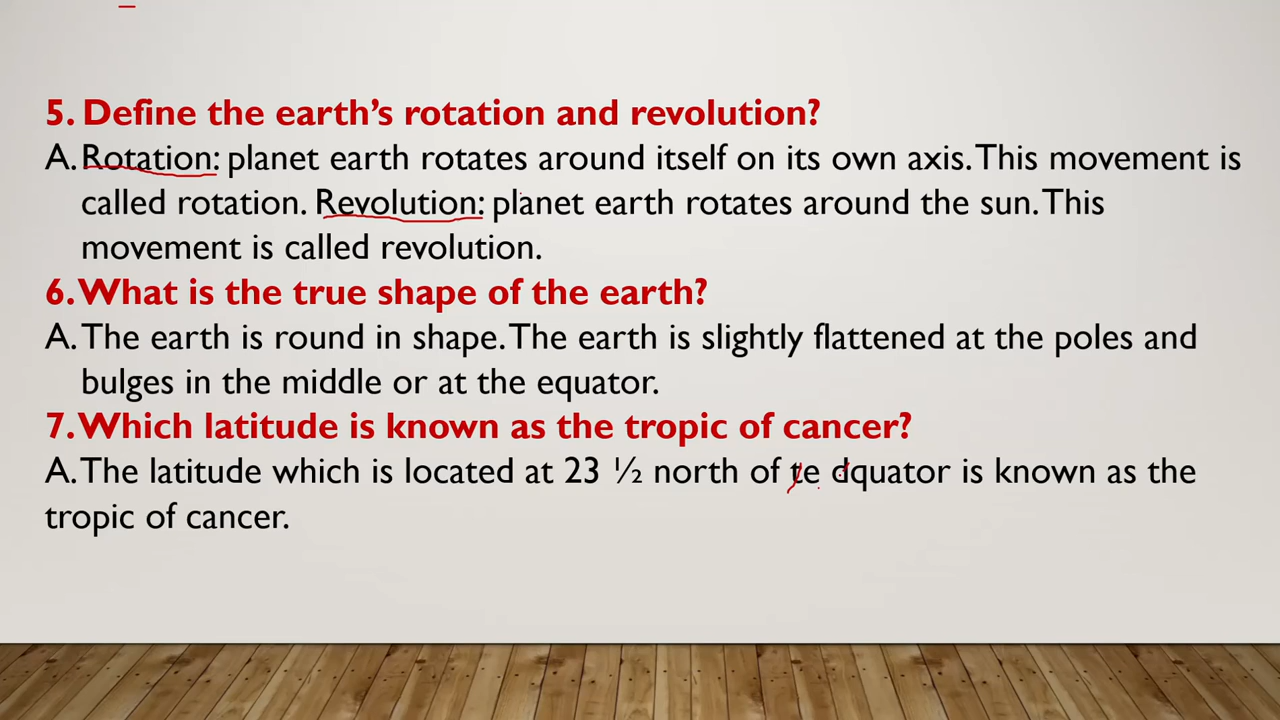 5. Define the earth’s rotation and revolution?
A. Rotation: planet earth rotates around itself on its own axis. This movement is
called rotation. Revolution: planet earth rotates around the sun. This
movement is called revolution.
6. What is the true shape of the earth?
A. The earth is round in shape. The earth is slightly flattened at the poles and
bulges in the middle or at the equator.
7. Which latitude is known as the tropic of cancer?
A. The latitude which is located at 23 ½ north of te dquator is known as the
tropic of cancer.